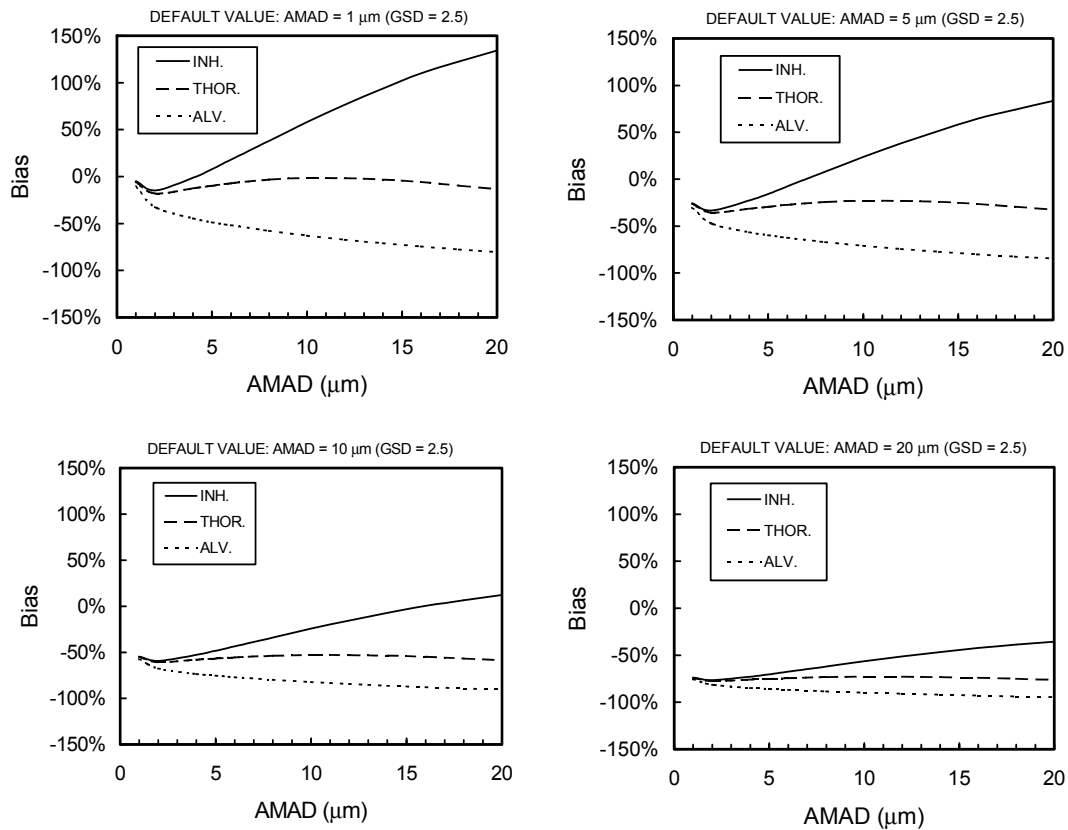 DEFAULT VALUE: AMAD = 1 μm (GSD = 2.5)
150%
100%
50%
0%
-50%
-100%
-150%
Bias
INH.
THOR.
ALV.
0 5 10 15 20
AMAD (μm)
DEFAULT VALUE: AMAD = 5 μm (GSD = 2.5)
150%
100%
50%
0%
-50%
-100%
-150%
Bias
INH.
THOR.
ALV.
0 5 10 15 20
AMAD (μm)
DEFAULT VALUE: AMAD = 10 μm (GSD = 2.5)
150%
100%
50%
0%
-50%
-100%
-150%
Bias
INH.
THOR.
ALV.
0 5 10 15 20
AMAD (μm)
DEFAULT VALUE: AMAD = 20 μm (GSD = 2.5)
150%
100%
50%
0%
-50%
-100%
-150%
Bias
INH.
THOR.
ALV.
0 5 10 15 20
AMAD (μm)